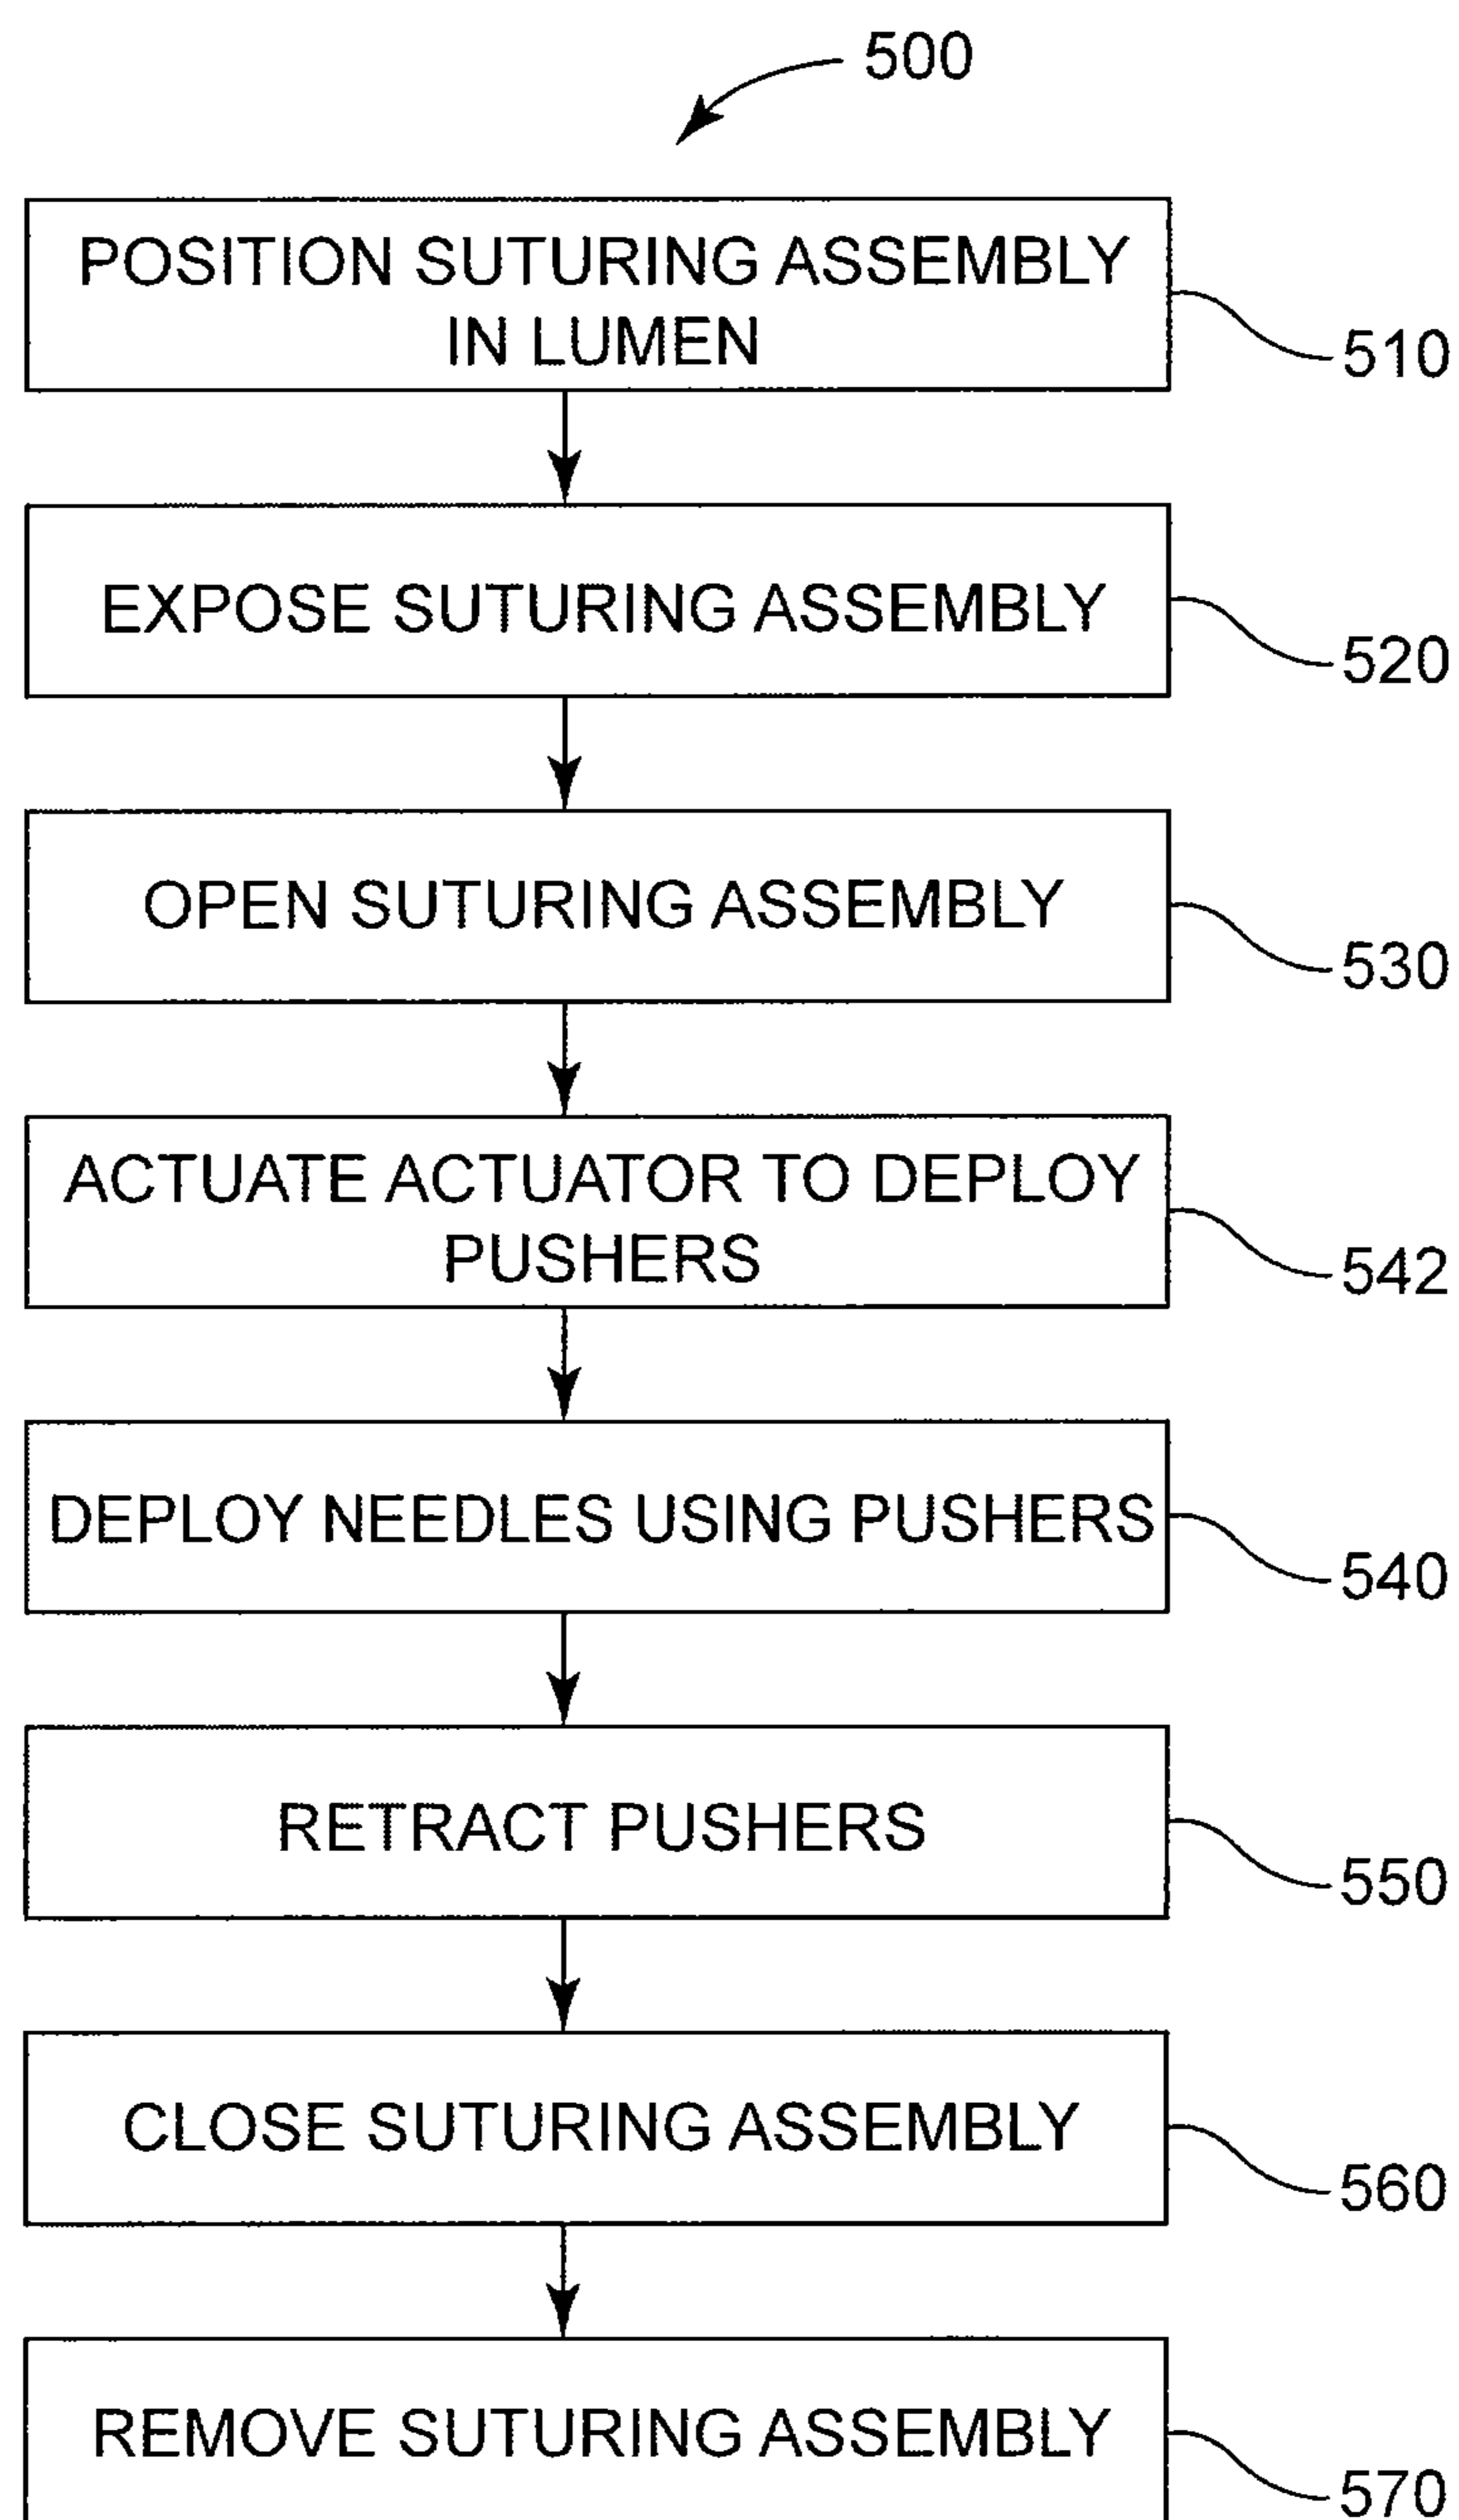 500
POSITION SUTURING ASSEMBLY
IN LUMEN
510
EXPOSE SUTURING ASSEMBLY
520
OPEN SUTURING ASSEMBLY
530
ACTUATE ACTUATOR TO DEPLOY
PUSHERS
542
DEPLOY NEEDLES USING PUSHERS
540
RETRACT PUSHERS
550
CLOSE SUTURING ASSEMBLY
560
REMOVE SUTURING ASSEMBLY
570